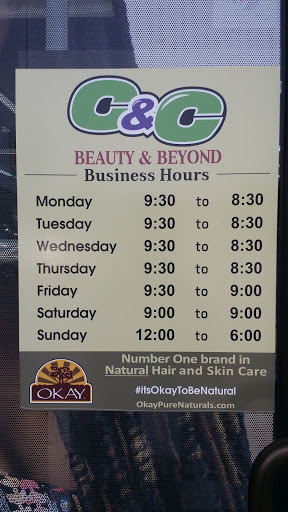 C&C
BEAUTY & BEYOND
Business Hours
Monday 9:30 to 8:30
Tuesday 9:30 to 8:30
Wednesday 9:30 to 8:30
Thursday 9:30 to 8:30
Friday 9:30 to 9:00
Saturday 9:00 to 9:00
Sunday 12:00 to 6:00
Number One brand in
Natural Hair and Skin Care
OKAY
#itsOkayToBeNatural
OkayPureNaturals.com